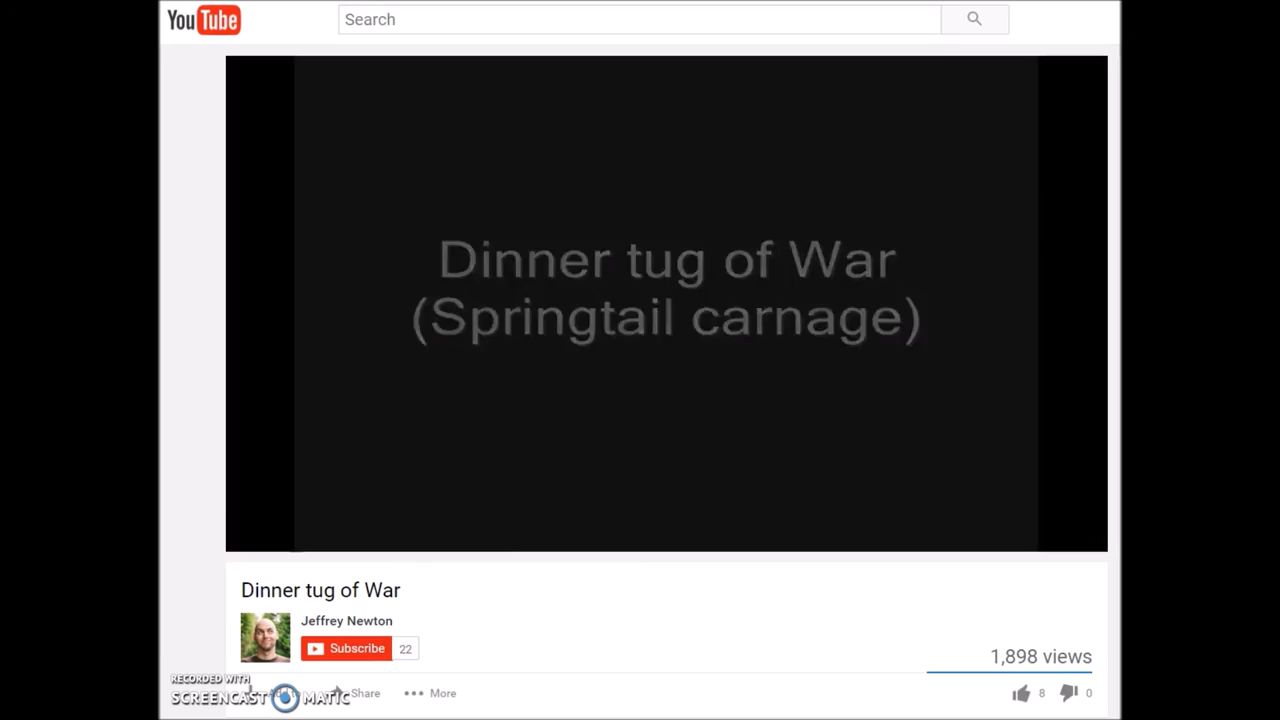 YouTube
Search
Dinner tug of War
(Springtail carnage)
Dinner tug of War
Jeffrey Newton
Subscribe 22
1,898 views
RECORDED WITH
SCREENCAST MATIC
Share More 8 0